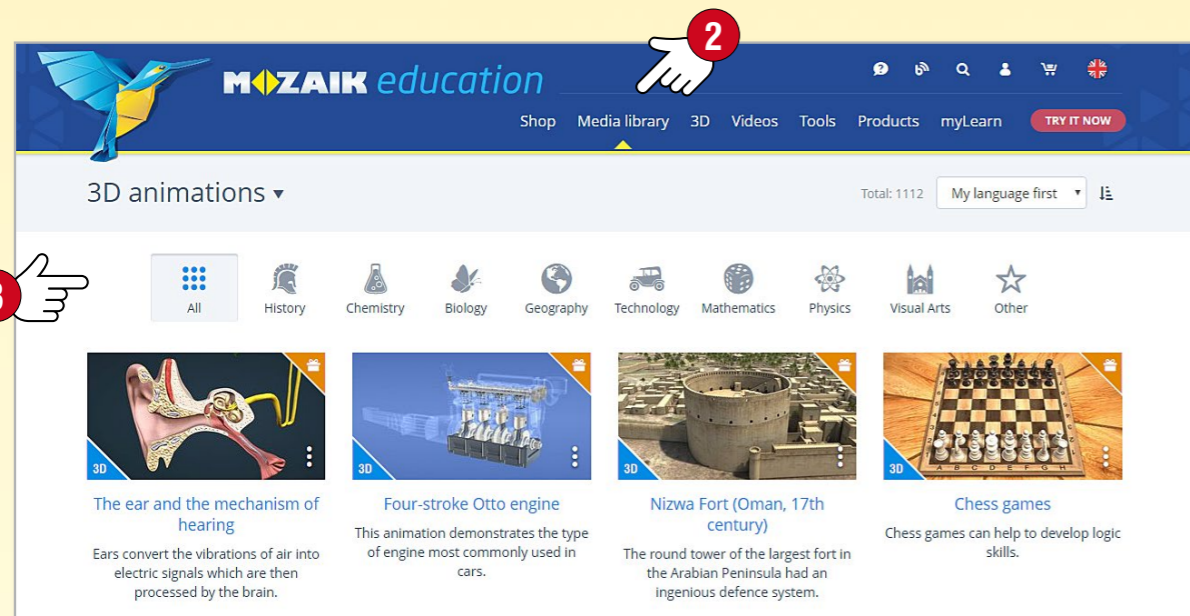 2
MOZAIK education
Shop Media library 3D Videos Tools Products myLearn TRY IT NOW
3D animations
Total: 1112 My language first
3
All History Chemistry Biology Geography Technology Mathematics Physics Visual Arts Other
3D 3D 3D 3D
A B C D E F G H
The ear and the mechanism of
hearing
Ears convert the vibrations of air into
electric signals which are then
processed by the brain.
Four-stroke Otto engine
This animation demonstrates the type
of engine most commonly used in
cars.
Nizwa Fort (Oman, 17th
century)
The round tower of the largest fort in
the Arabian Peninsula had an
ingenious defence system.
Chess games
Chess games can help to develop logic
skills.